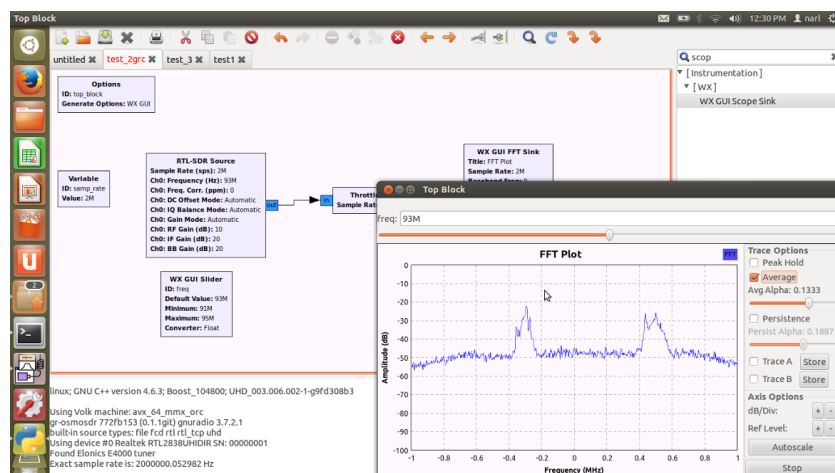 Top Block
12:30 PM narl
untitled test_2grc test_3 test1
scop
[Instrumentation]
[WX]
WX GUI Scope Sink
Options
ID: top_block
Generate Options: WX GUI
Variable
ID: samp_rate
Value: 2M
RTL-SDR Source
Sample Rate (sps): 2M
Ch0: Frequency (Hz): 93M
Ch0: Freq. Corr. (ppm): 0
Ch0: DC Offset Mode: Automatic
Ch0: IQ Balance Mode: Automatic
Ch0: Gain Mode: Automatic
Ch0: RF Gain (dB): 10
Ch0: IF Gain (dB): 20
Ch0: BB Gain (dB): 20
out
in
Throttle
Sample Rat
WX GUI FFT Sink
Title: FFT Plot
Sample Rate: 2M
WX GUI Slider
ID: freq
Default Value: 93M
Minimum: 91M
Maximum: 95M
Converter: Float
Top Block
freq: 93M
FFT Plot
FFT
0
-10
-20
-30
-40
-50
-60
-70
-80
-90
-100
Amplitude (dB)
-1 -0.8 -0.6 -0.4 -0.2 0 0.2 0.4 0.6 0.8 1
Frequency (MHz)
Trace Options
Peak Hold
Average
Avg Alpha: 0.1333
Persistence
Persist Alpha: 0.1887
Trace A Store
Trace B Store
Axis Options
dB/Div: + -
Ref Level: + -
Autoscale
Stop
linux; GNU C++ version 4.6.3; Boost_104800; UHD_003.006.002-1-g9fd308b3
Using Volk machine: avx_64_mmx_orc
gr-osmosdr 772fb153 (0.1.1git) gnuradio 3.7.2.1
built-in source types: file fcd rtl rtl_tcp uhd
Using device #0 Realtek RTL2838UHIDIR SN: 00000001
Found Elonics E4000 tuner
Exact sample rate is: 2000000.052982 Hz